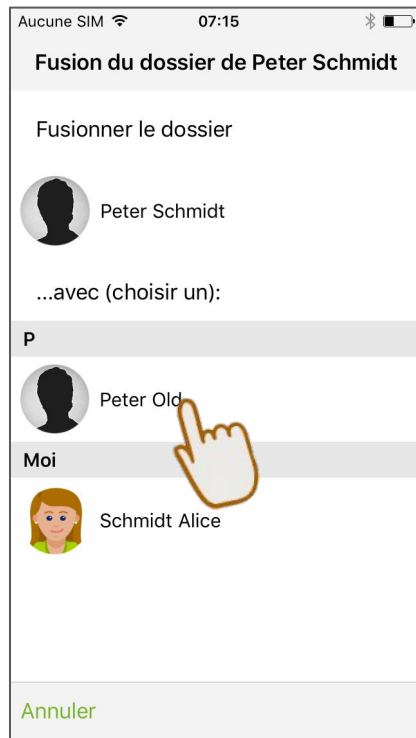 Aucune SIM 07:15
Fusion du dossier de Peter Schmidt
Fusionner le dossier
Peter Schmidt
...avec (choisir un):
P
Peter Old
Moi
Schmidt Alice
Annuler